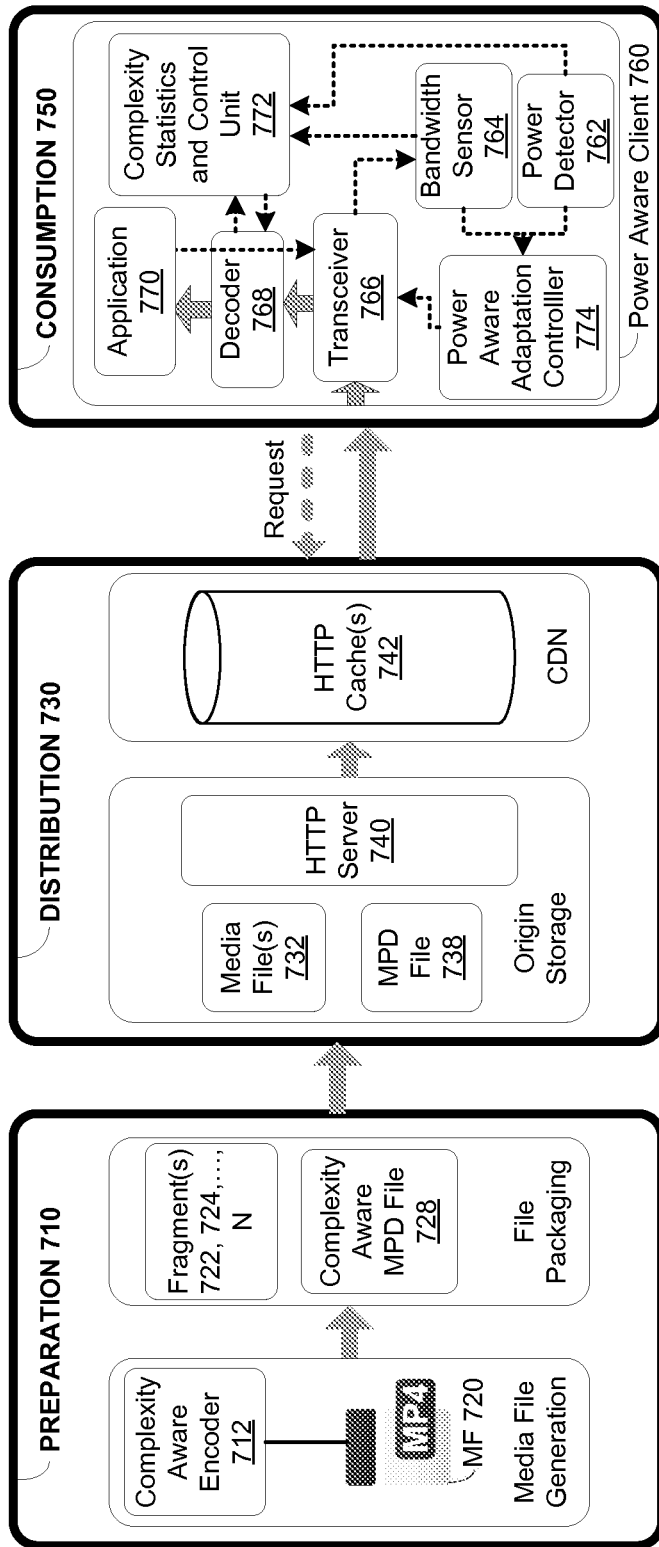 PREPARATION 710
Complexity
Aware
Encoder
712
MP4
MF 720
Media File
Generation
Fragment(s)
722, 724,...,
N
Complexity
Aware
MPD File
728
File
Packaging
DISTRIBUTION 730
Media
File(s)
732
MPD
File
738
HTTP
Server
740
Origin
Storage
HTTP
Cache(s)
742
CDN
Request
CONSUMPTION 750
Application
770
Decoder
768
Transceiver
766
Power
Aware
Adaptation
Controlller
774
Complexity
Statistics
and Control
Unit
772
Bandwidth
Sensor
764
Power
Detector
762
Power Aware Client 760